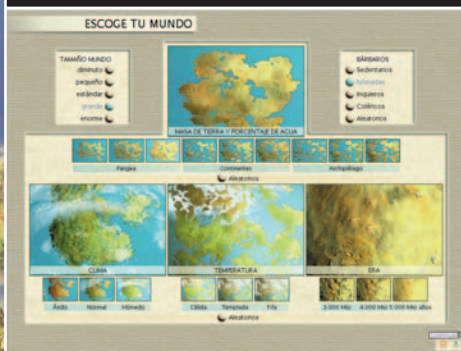 ESCOGE TU MUNDO
TAMAÑO MUNDO
diminuto
pequeño
estándar
grande
enorme
BÁRBAROS
Sedentarios
Nómadas
Inquietos
Coléricos
Aleatorios
MASA DE TIERRA Y PORCENTAJE DE AGUA
Pangea Continentes Archipiélago
Aleatorios
CLIMA TEMPERATURA ERA
Árido Normal Húmedo Cálida Templada Fría 3.000 Mio 4.000 Mio 5.000 Mio años
Aleatorios